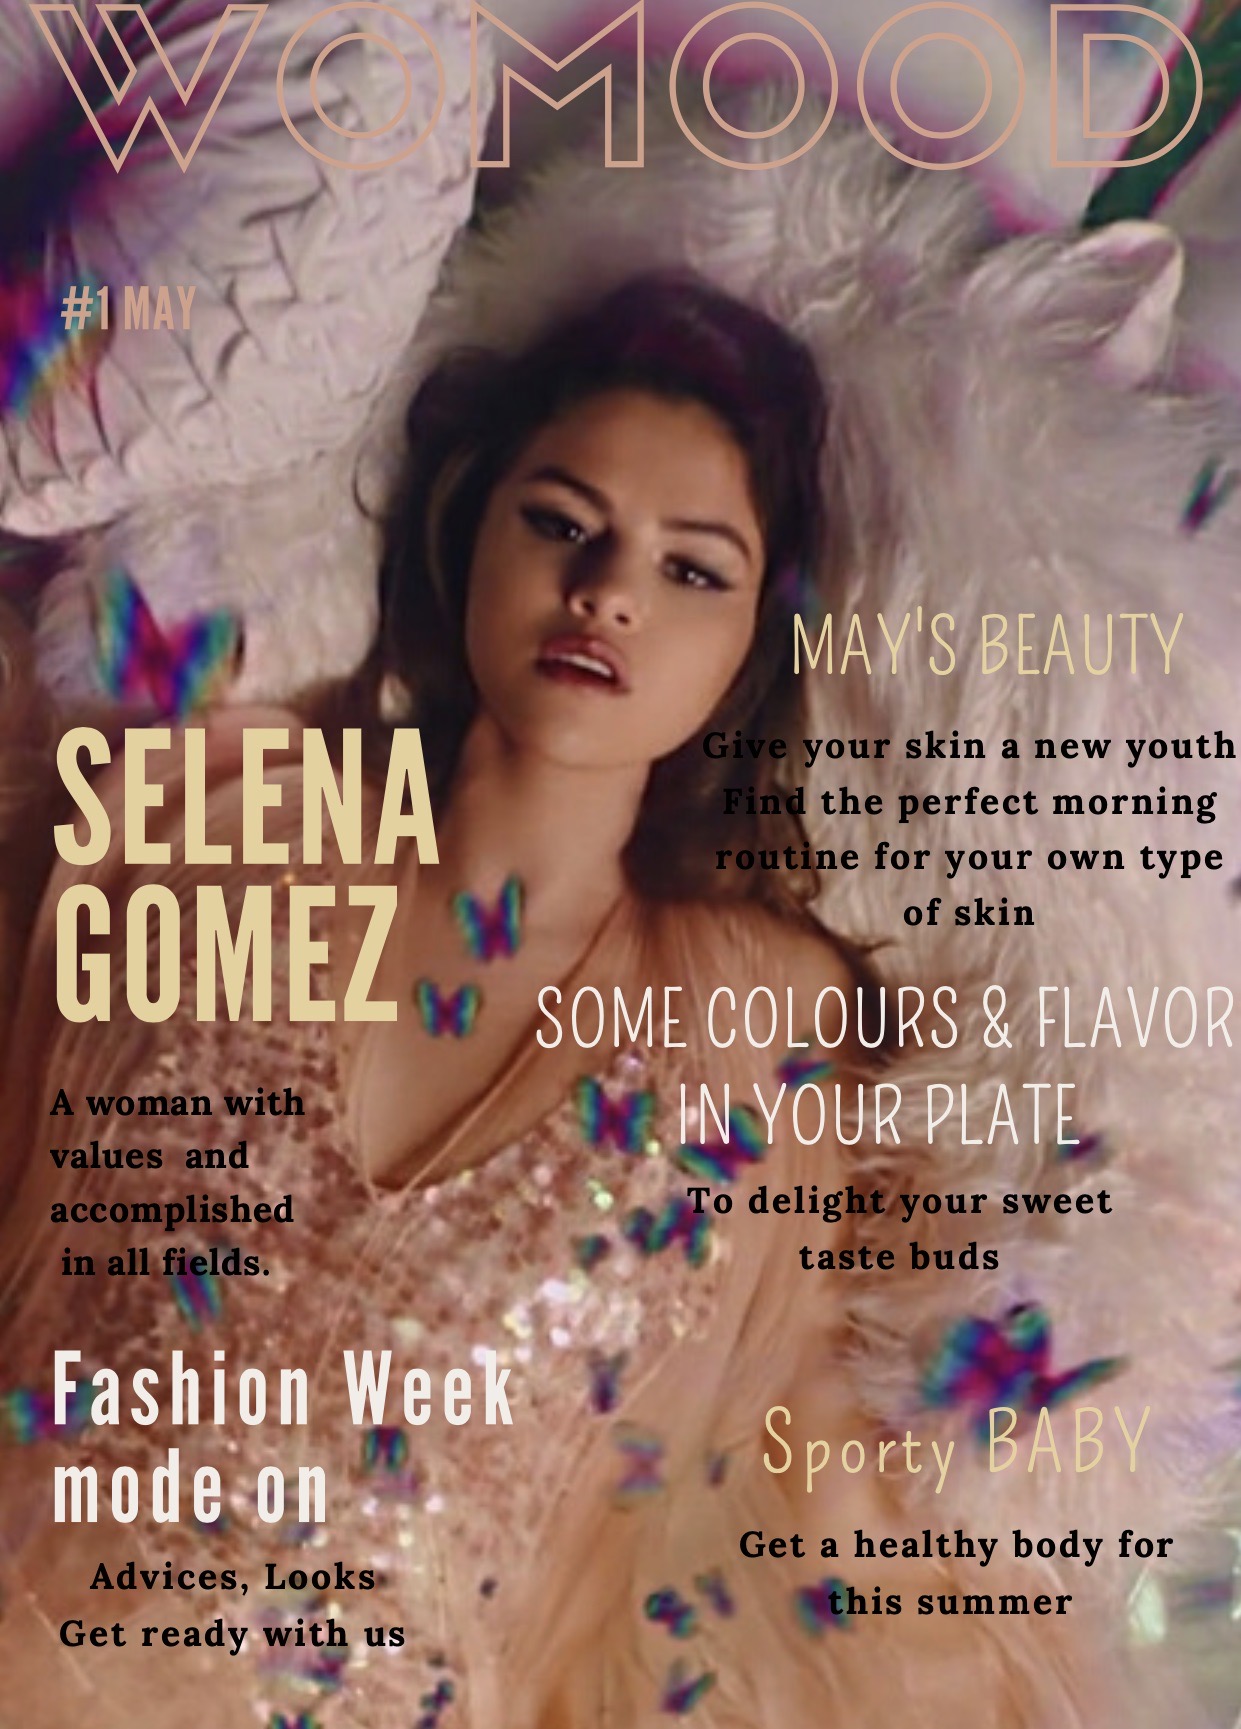 WOMOOD
#1 MAY
MAY'S BEAUTY
Give your skin a new youth
Find the perfect morning
routine for your own type
of skin
SELENA
GOMEZ
A woman with
values and
accomplished
in all fields.
SOME COLOURS & FLAVOR
IN YOUR PLATE
To delight your sweet
taste buds
Fashion Week
mode on
Advices, Looks
Get ready with us
Sporty BABY
Get a healthy body for
this summer